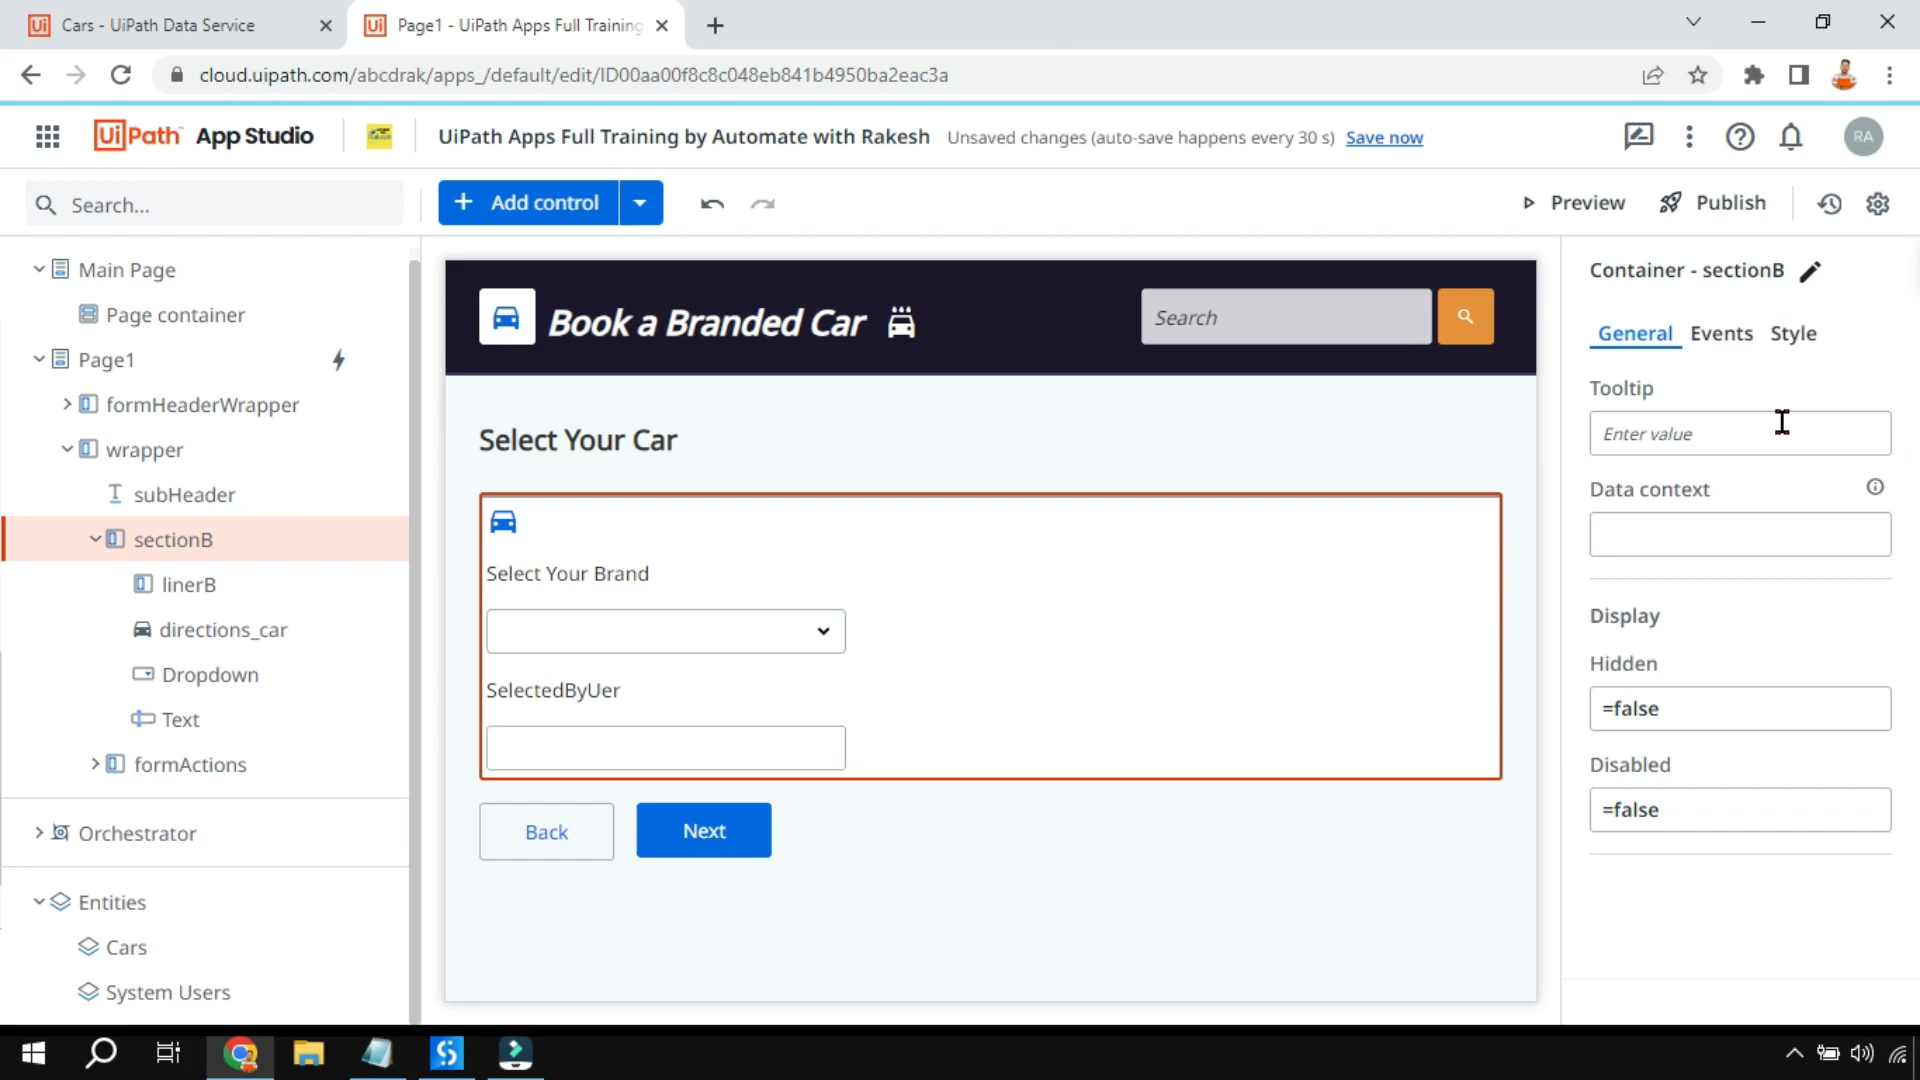 Cars - UiPath Data Service
Page1 - UiPath Apps Full Training
cloud.uipath.com/abcdrak/apps_/default/edit/ID00aa00f8c8c048eb841b4950ba2eac3a
UiPath App Studio
UiPath Apps Full Training by Automate with Rakesh
Unsaved changes (auto-save happens every 30 s)
Save now
RA
Search...
Add control
Preview
Publish
Main Page
Page container
Page1
formHeaderWrapper
wrapper
subHeader
sectionB
linerB
directions_car
Dropdown
Text
formActions
Orchestrator
Entities
Cars
System Users
Book a Branded Car
Search
Select Your Car
Select Your Brand
SelectedByUer
Back
Next
Container - sectionB
General Events Style
Tooltip
Enter value
Data context
Display
Hidden
=false
Disabled
=false